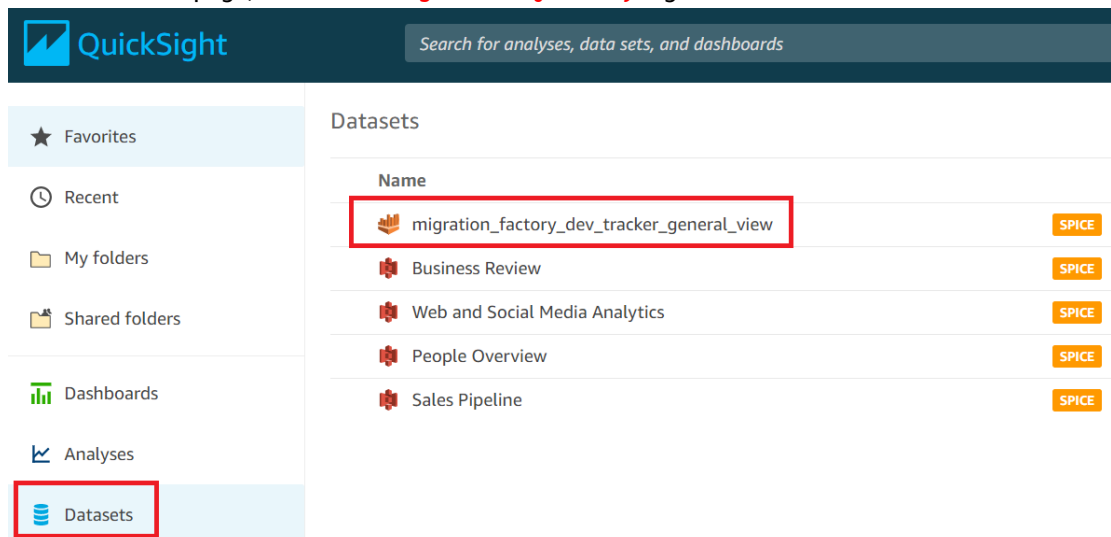 QuickSight
Search for analyses, data sets, and dashboards
Favorites
Recent
My folders
Shared folders
Dashboards
Analyses
Datasets
Datasets
Name
migration_factory_dev_tracker_general_view SPICE
Business Review SPICE
Web and Social Media Analytics SPICE
People Overview SPICE
Sales Pipeline SPICE